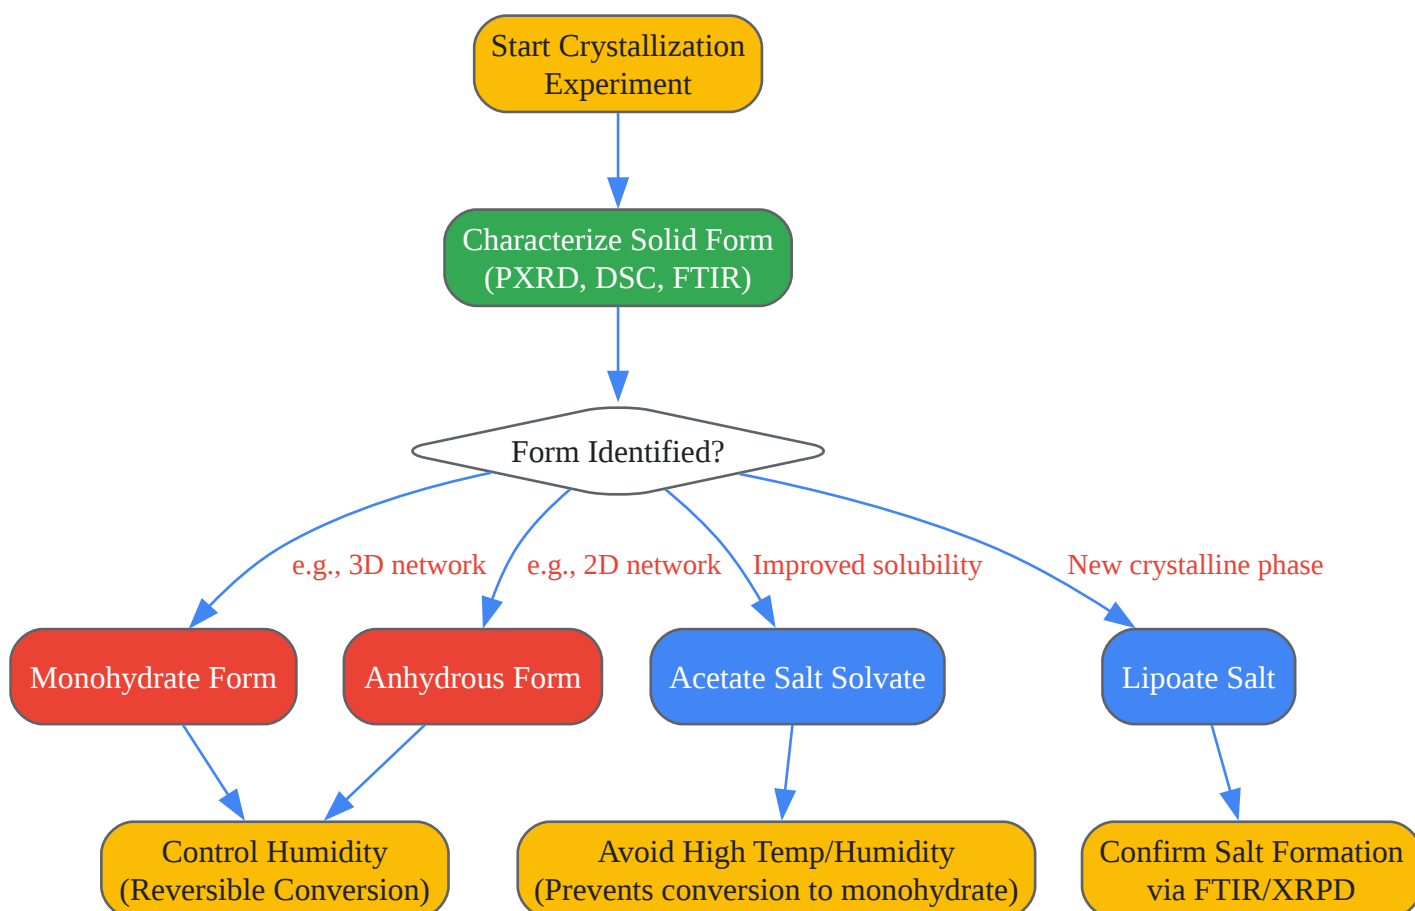 Start Crystallization
Experiment
Characterize Solid Form
(PXRD, DSC, FTIR)
Form Identified?
e.g., 3D network
e.g., 2D network
Improved solubility
New crystalline phase
Monohydrate Form
Anhydrous Form
Acetate Salt Solvate
Lipoate Salt
Control Humidity
(Reversible Conversion)
Avoid High Temp/Humidity
(Prevents conversion to monohydrate)
Confirm Salt Formation
via FTIR/XRPD